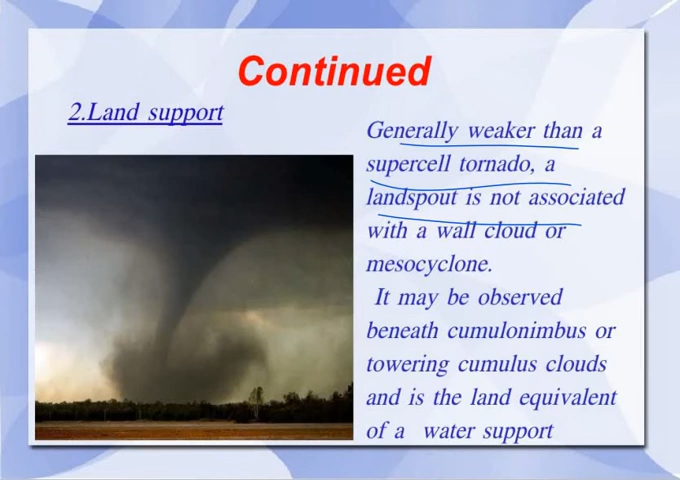 Continued
2.Land support
Generally weaker than a
supercell tornado, a
landspout is not associated
with a wall cloud or
mesocyclone.
It may be observed
beneath cumulonimbus or
towering cumulus clouds
and is the land equivalent
of a water support